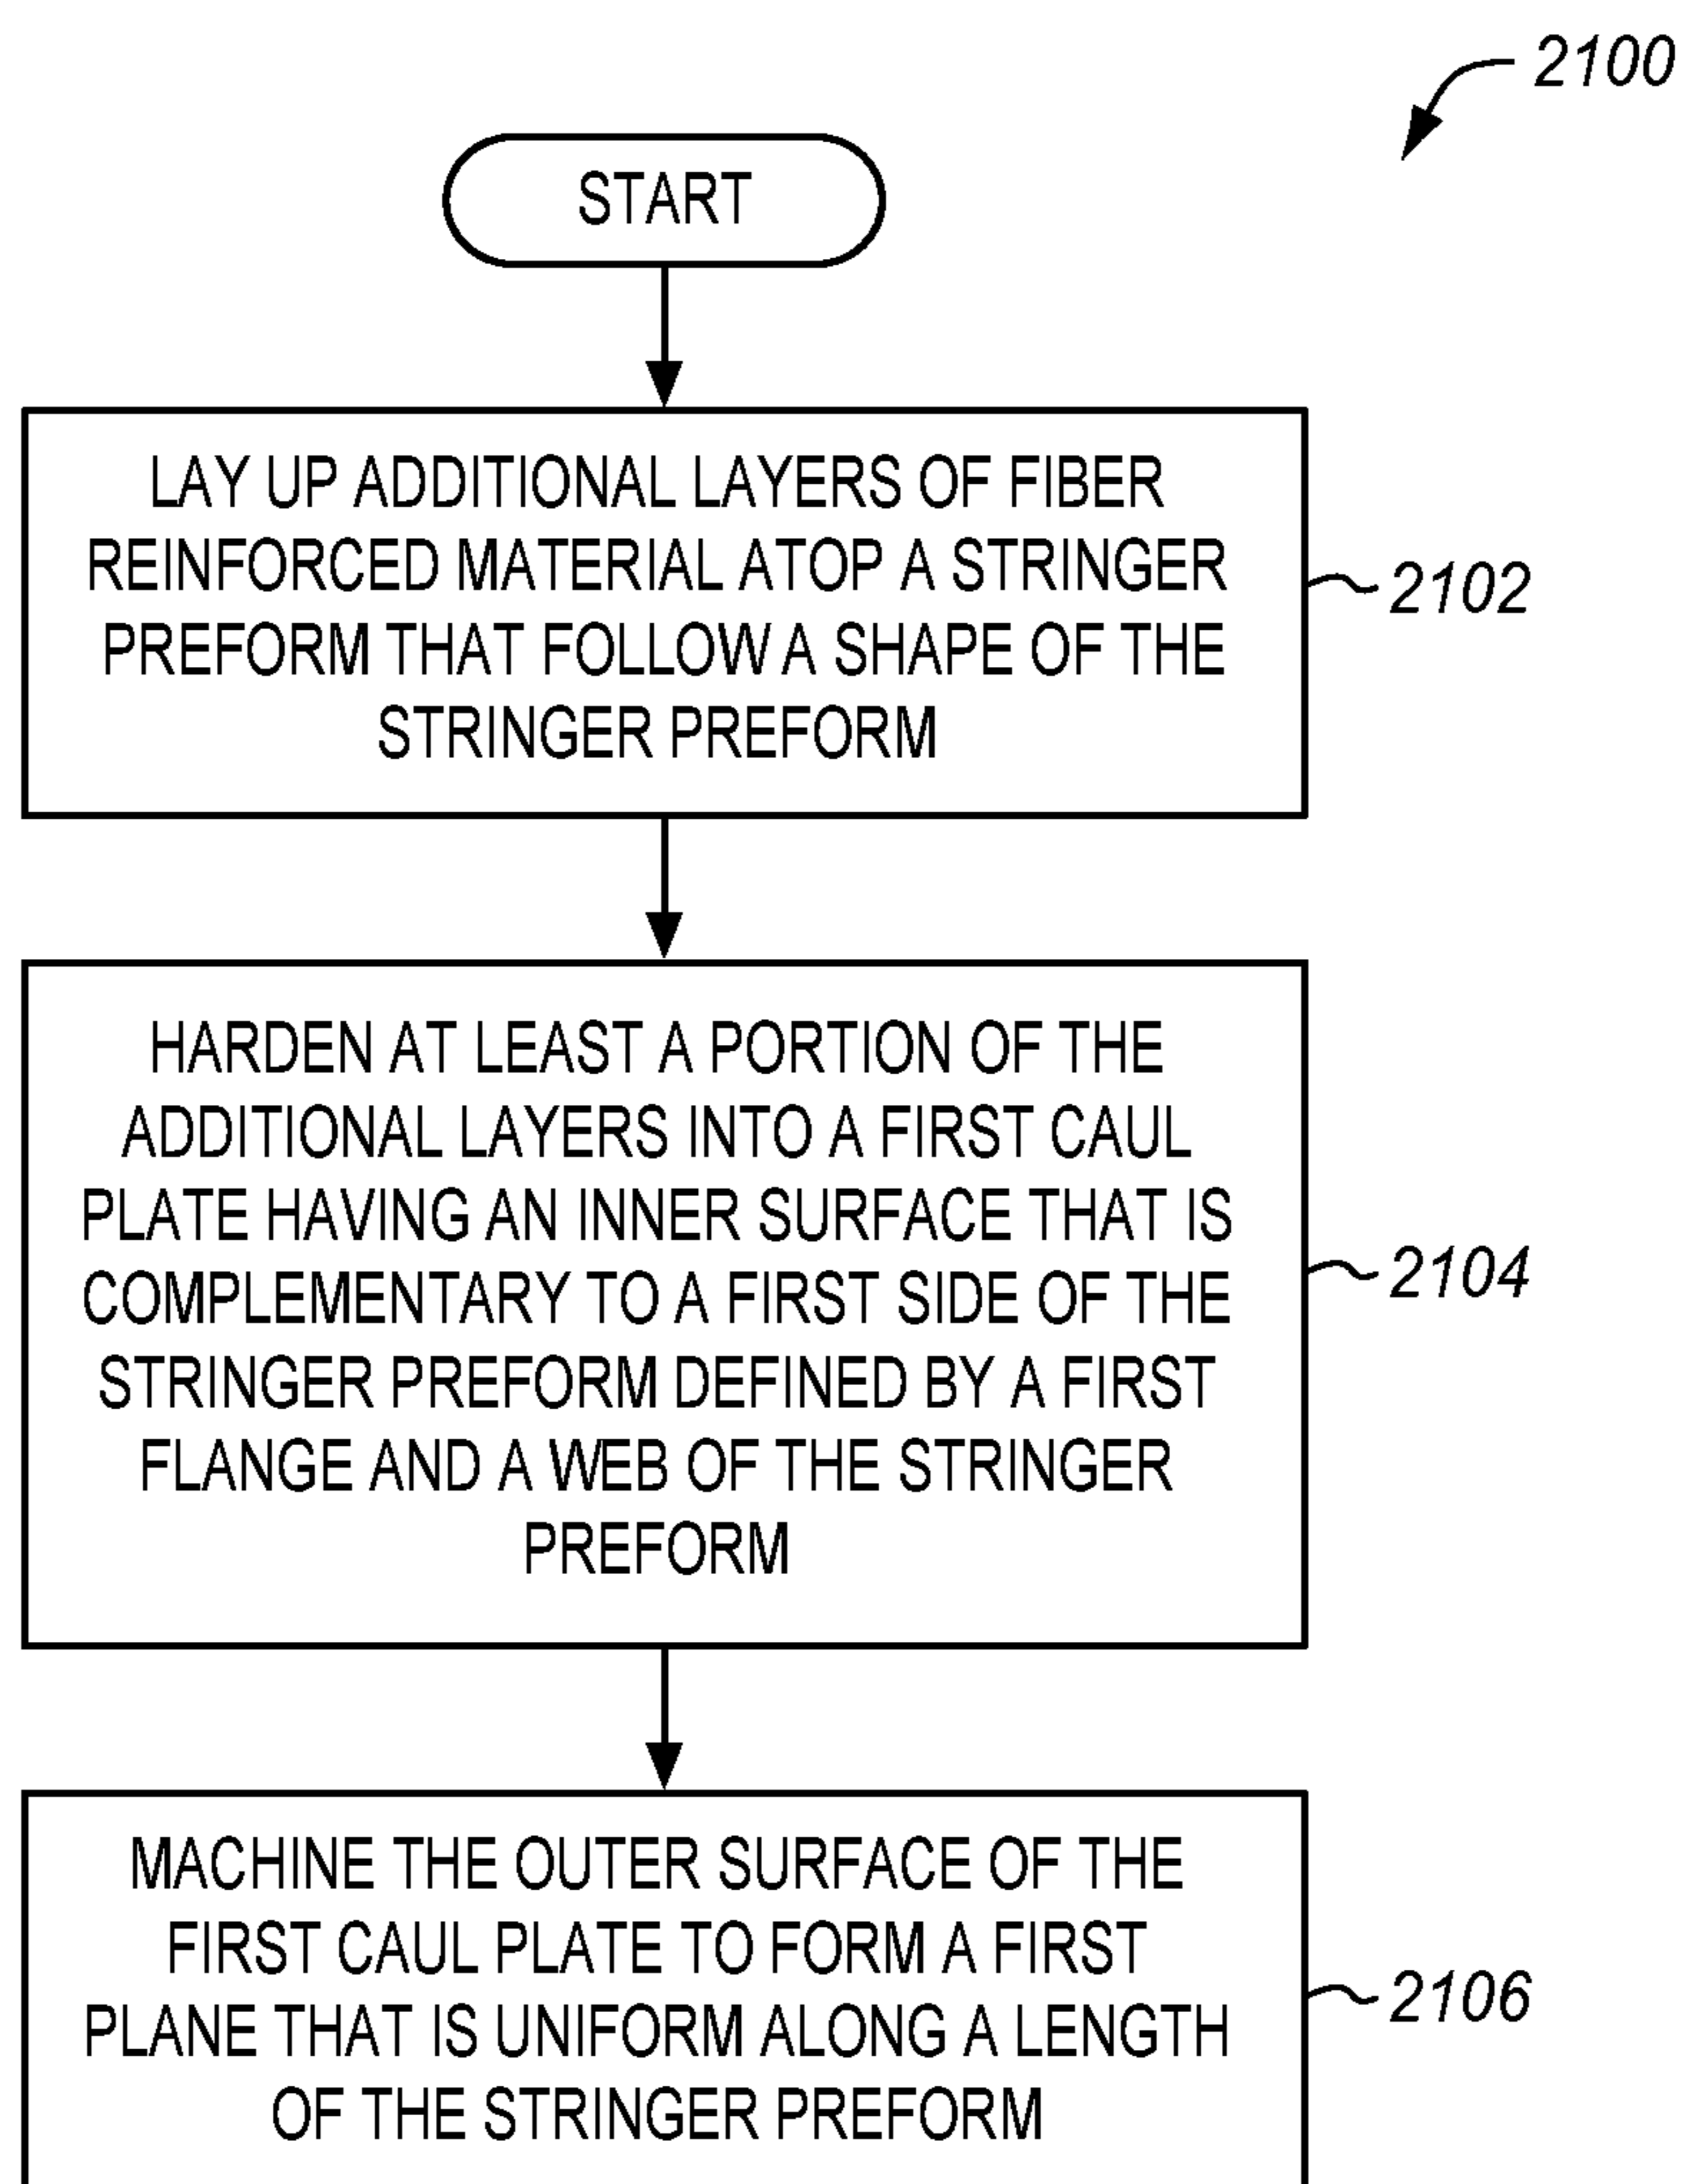 2100
START
LAY UP ADDITIONAL LAYERS OF FIBER
REINFORCED MATERIAL ATOP A STRINGER
PREFORM THAT FOLLOW A SHAPE OF THE
STRINGER PREFORM
2102
HARDEN AT LEAST A PORTION OF THE
ADDITIONAL LAYERS INTO A FIRST CAUL
PLATE HAVING AN INNER SURFACE THAT IS
COMPLEMENTARY TO A FIRST SIDE OF THE
STRINGER PREFORM DEFINED BY A FIRST
FLANGE AND A WEB OF THE STRINGER
PREFORM
2104
MACHINE THE OUTER SURFACE OF THE
FIRST CAUL PLATE TO FORM A FIRST
PLANE THAT IS UNIFORM ALONG A LENGTH
OF THE STRINGER PREFORM
2106